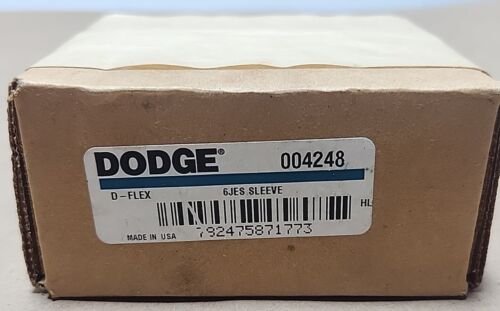 DODGE® 004248
D-FLEX 6JES SLEEVE
HL
MADE IN USA 782475871773